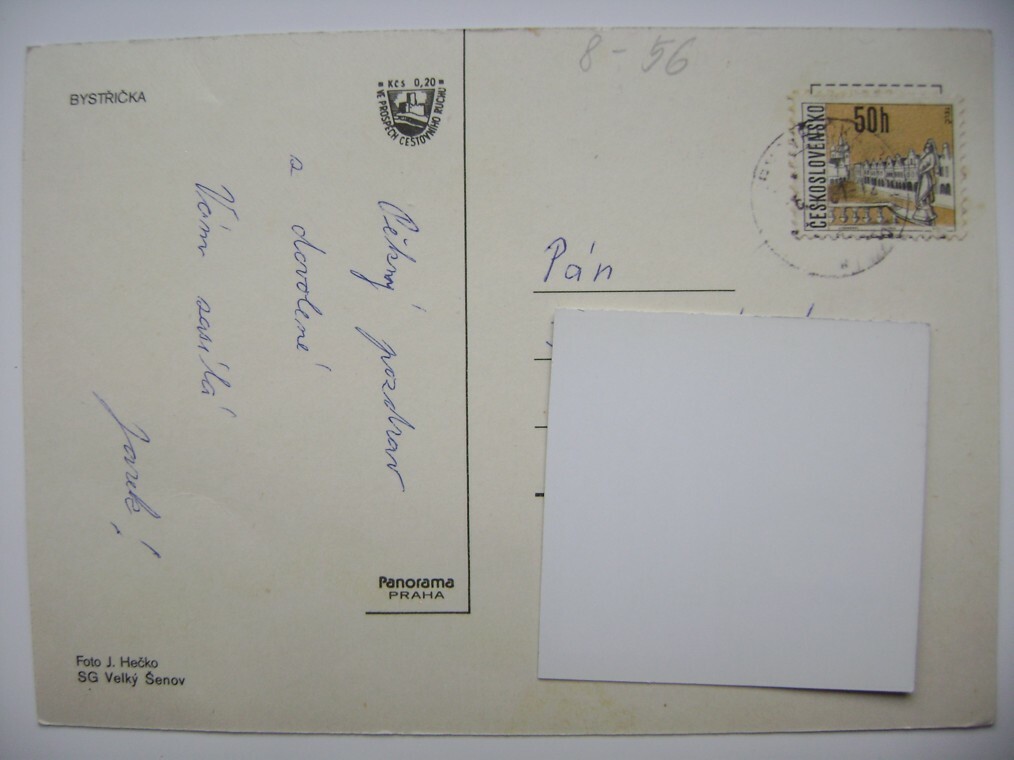 BYSTŘIČKA
Kčs 0,20
VE PROSPĚCH CESTOVNÍHO RUCHU
8 - 56
ČESKOSLOVENSKO
50h
Pěkný pozdrav
z dovolené
Vám zasílá
Pán
Panorama
PRAHA
Foto J. Hečko
SG Velký Šenov